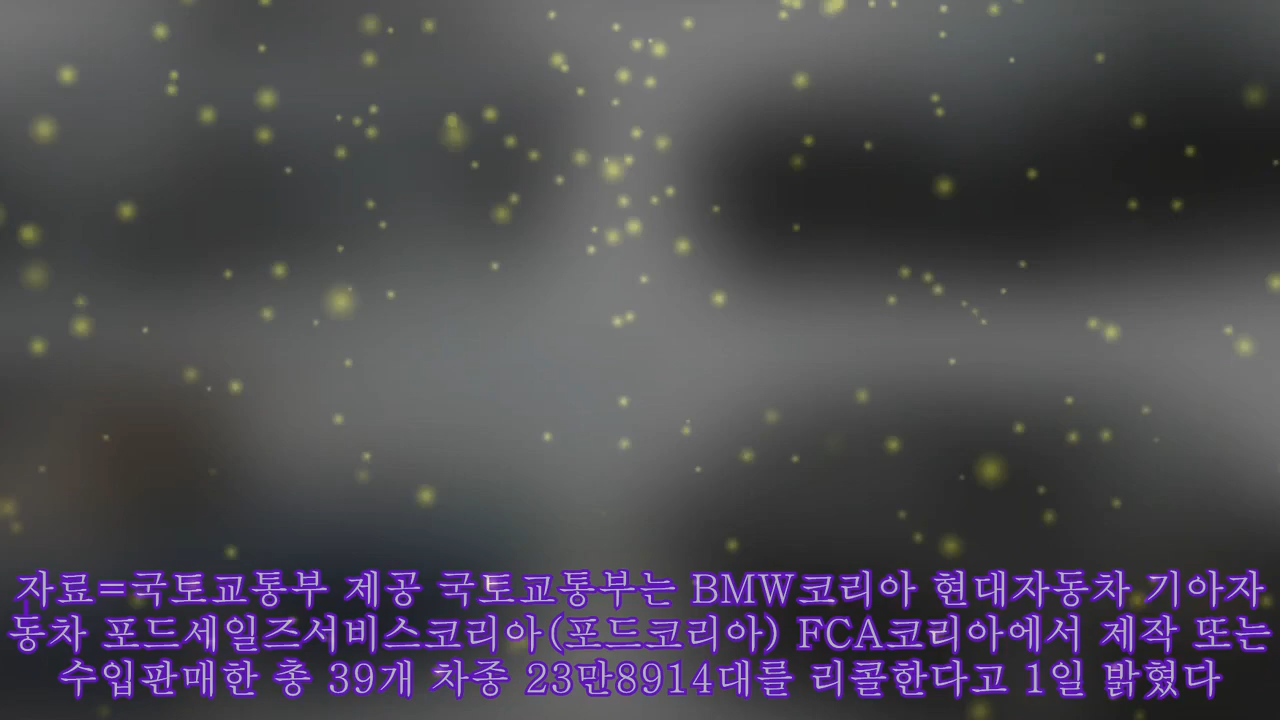 자료=국토교통부 제공 국토교통부는 BMW코리아 현대자동차 기아자
동차 포드세일즈서비스코리아(포드코리아) FCA코리아에서 제작 또는
수입판매한 총 39개 차종 23만8914대를 리콜한다고 1일 밝혔다